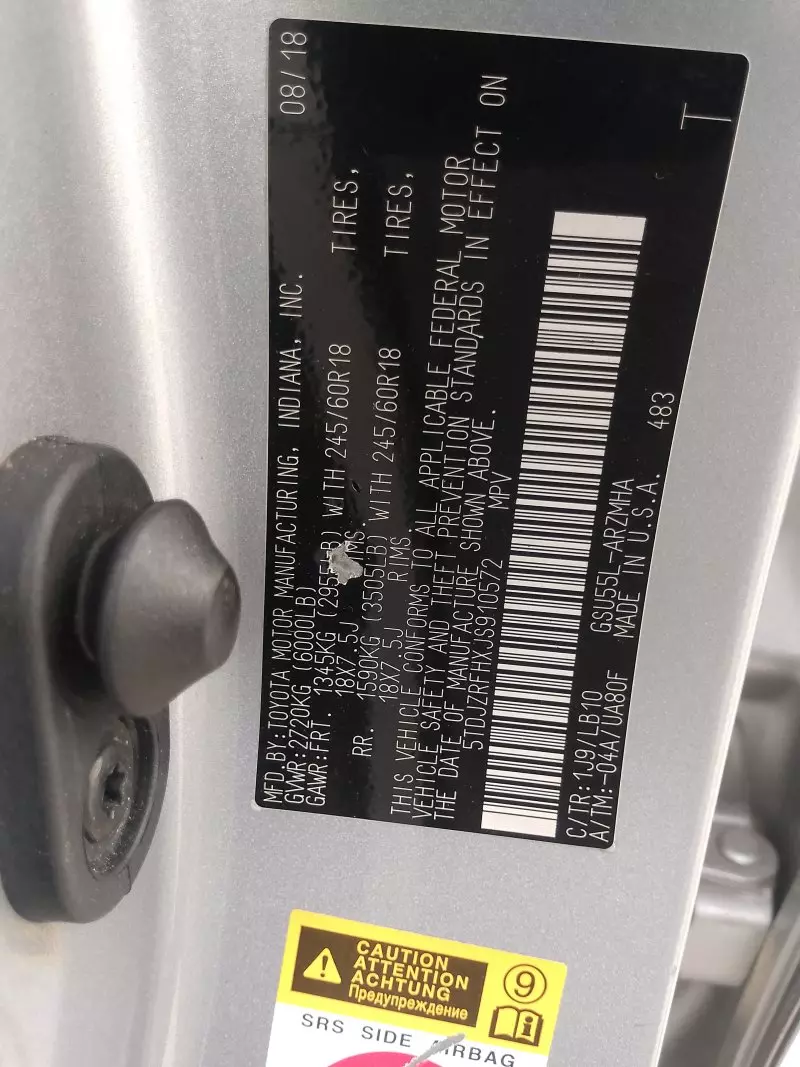 MFD.BY:TOYOTA MOTOR MANUFACTURING, INDIANA, INC. 08/18
GVWR:2720KG (6000LB)
GAWR:FRT. 1345KG (2955LB) WITH 245/60R18 TIRES,
18X7.5J RIMS.
RR. 1590KG (3505LB) WITH 245/60R18 TIRES,
18X7.5J RIMS.
THIS VEHICLE CONFORMS TO ALL APPLICABLE FEDERAL MOTOR
VEHICLE SAFETY AND THEFT PREVENTION STANDARDS IN EFFECT ON
THE DATE OF MANUFACTURE SHOWN ABOVE.
5TDJZRFHXJS910572 MPV
C/TR:1J9/LB10 GSU55L-ARZMHA 483 T
A/TM:-04A/UA80F MADE IN U.S.A.
CAUTION
ATTENTION
ACHTUNG
Предупреждение
9
i
SRS SIDE AIRBAG